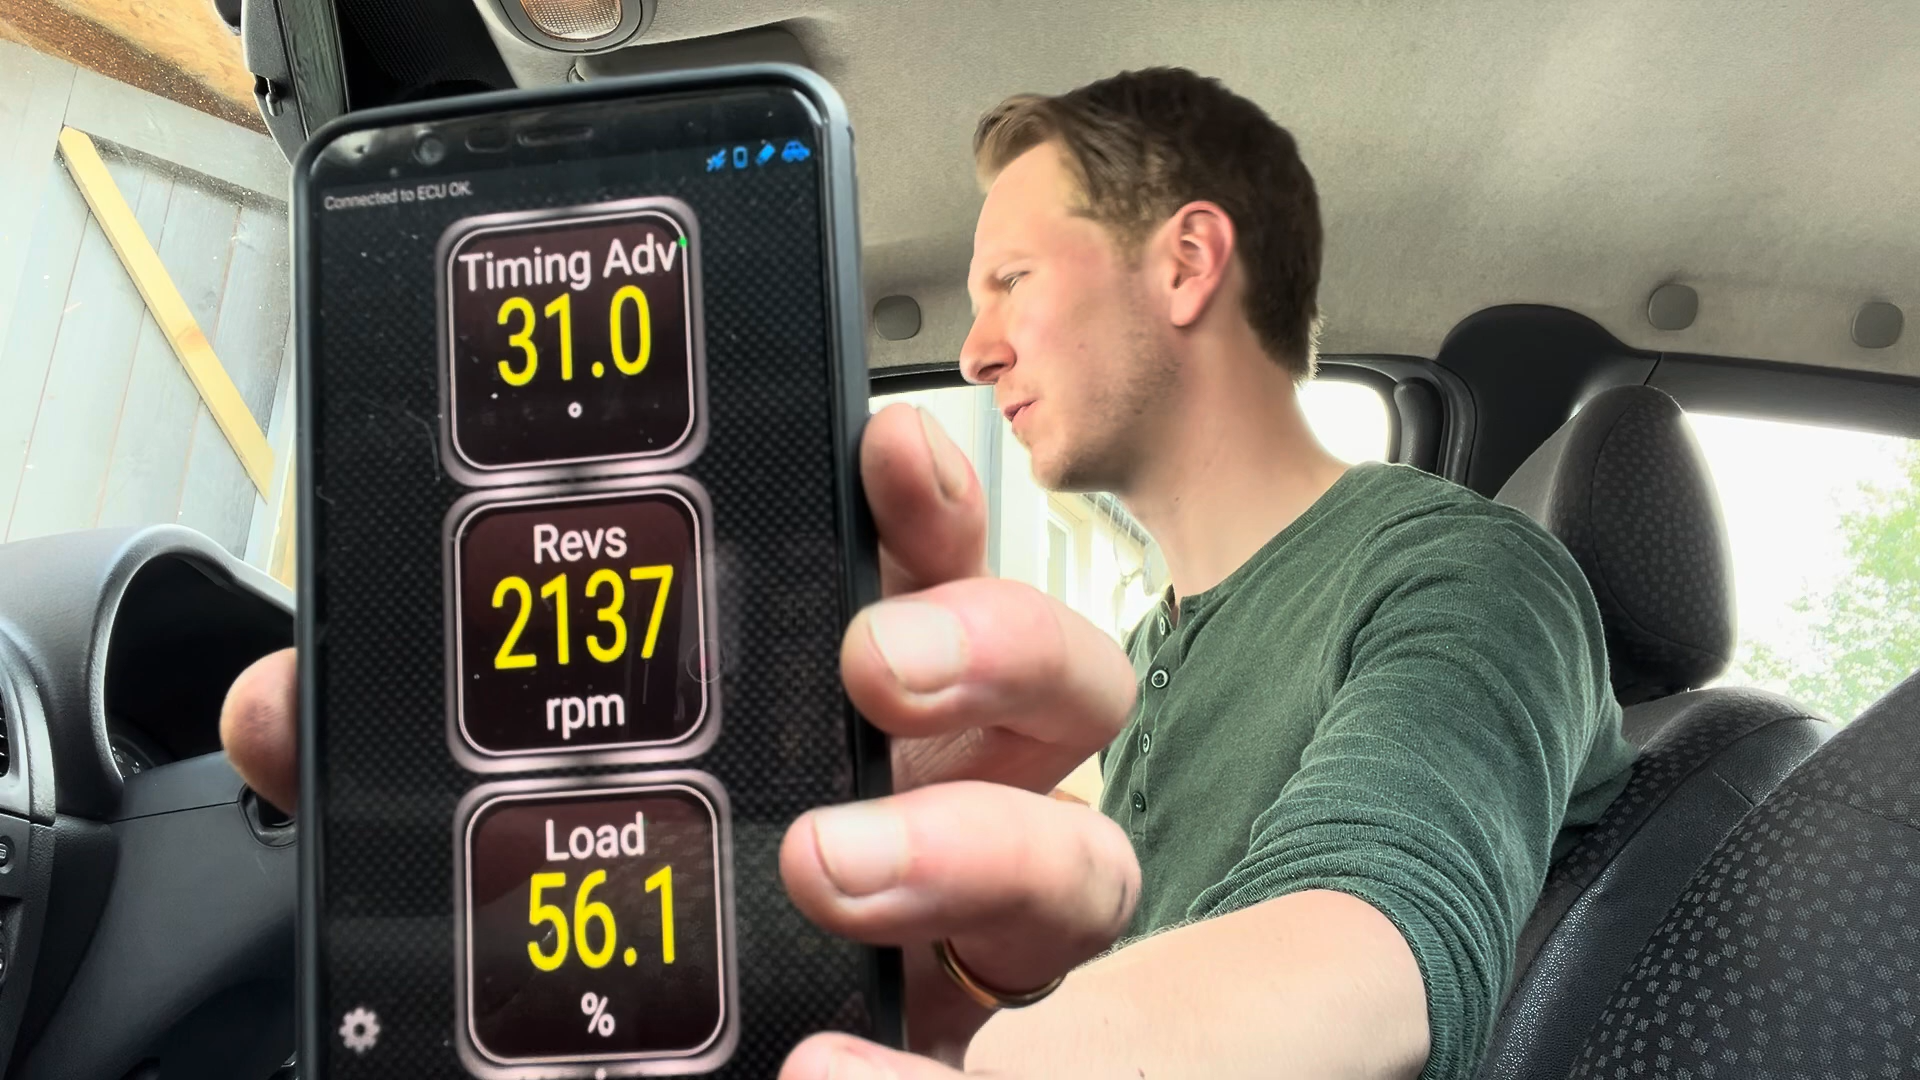 Connected to ECU OK.
Timing Adv
31.0
°
Revs
2137
rpm
Load
56.1
%